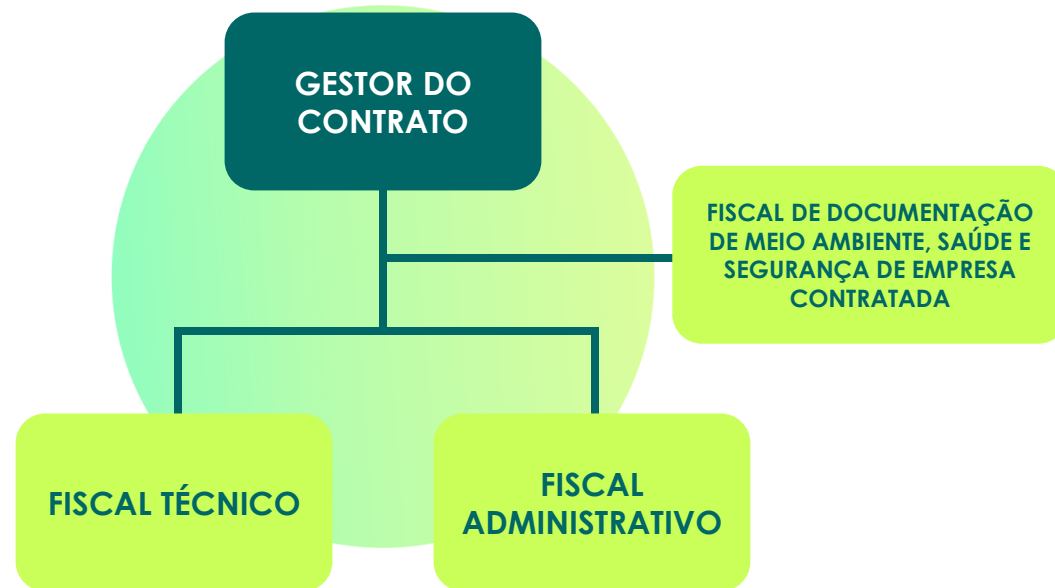 GESTOR DO
CONTRATO
FISCAL DE DOCUMENTAÇÃO
DE MEIO AMBIENTE, SAÚDE E
SEGURANÇA DE EMPRESA
CONTRATADA
FISCAL TÉCNICO
FISCAL
ADMINISTRATIVO